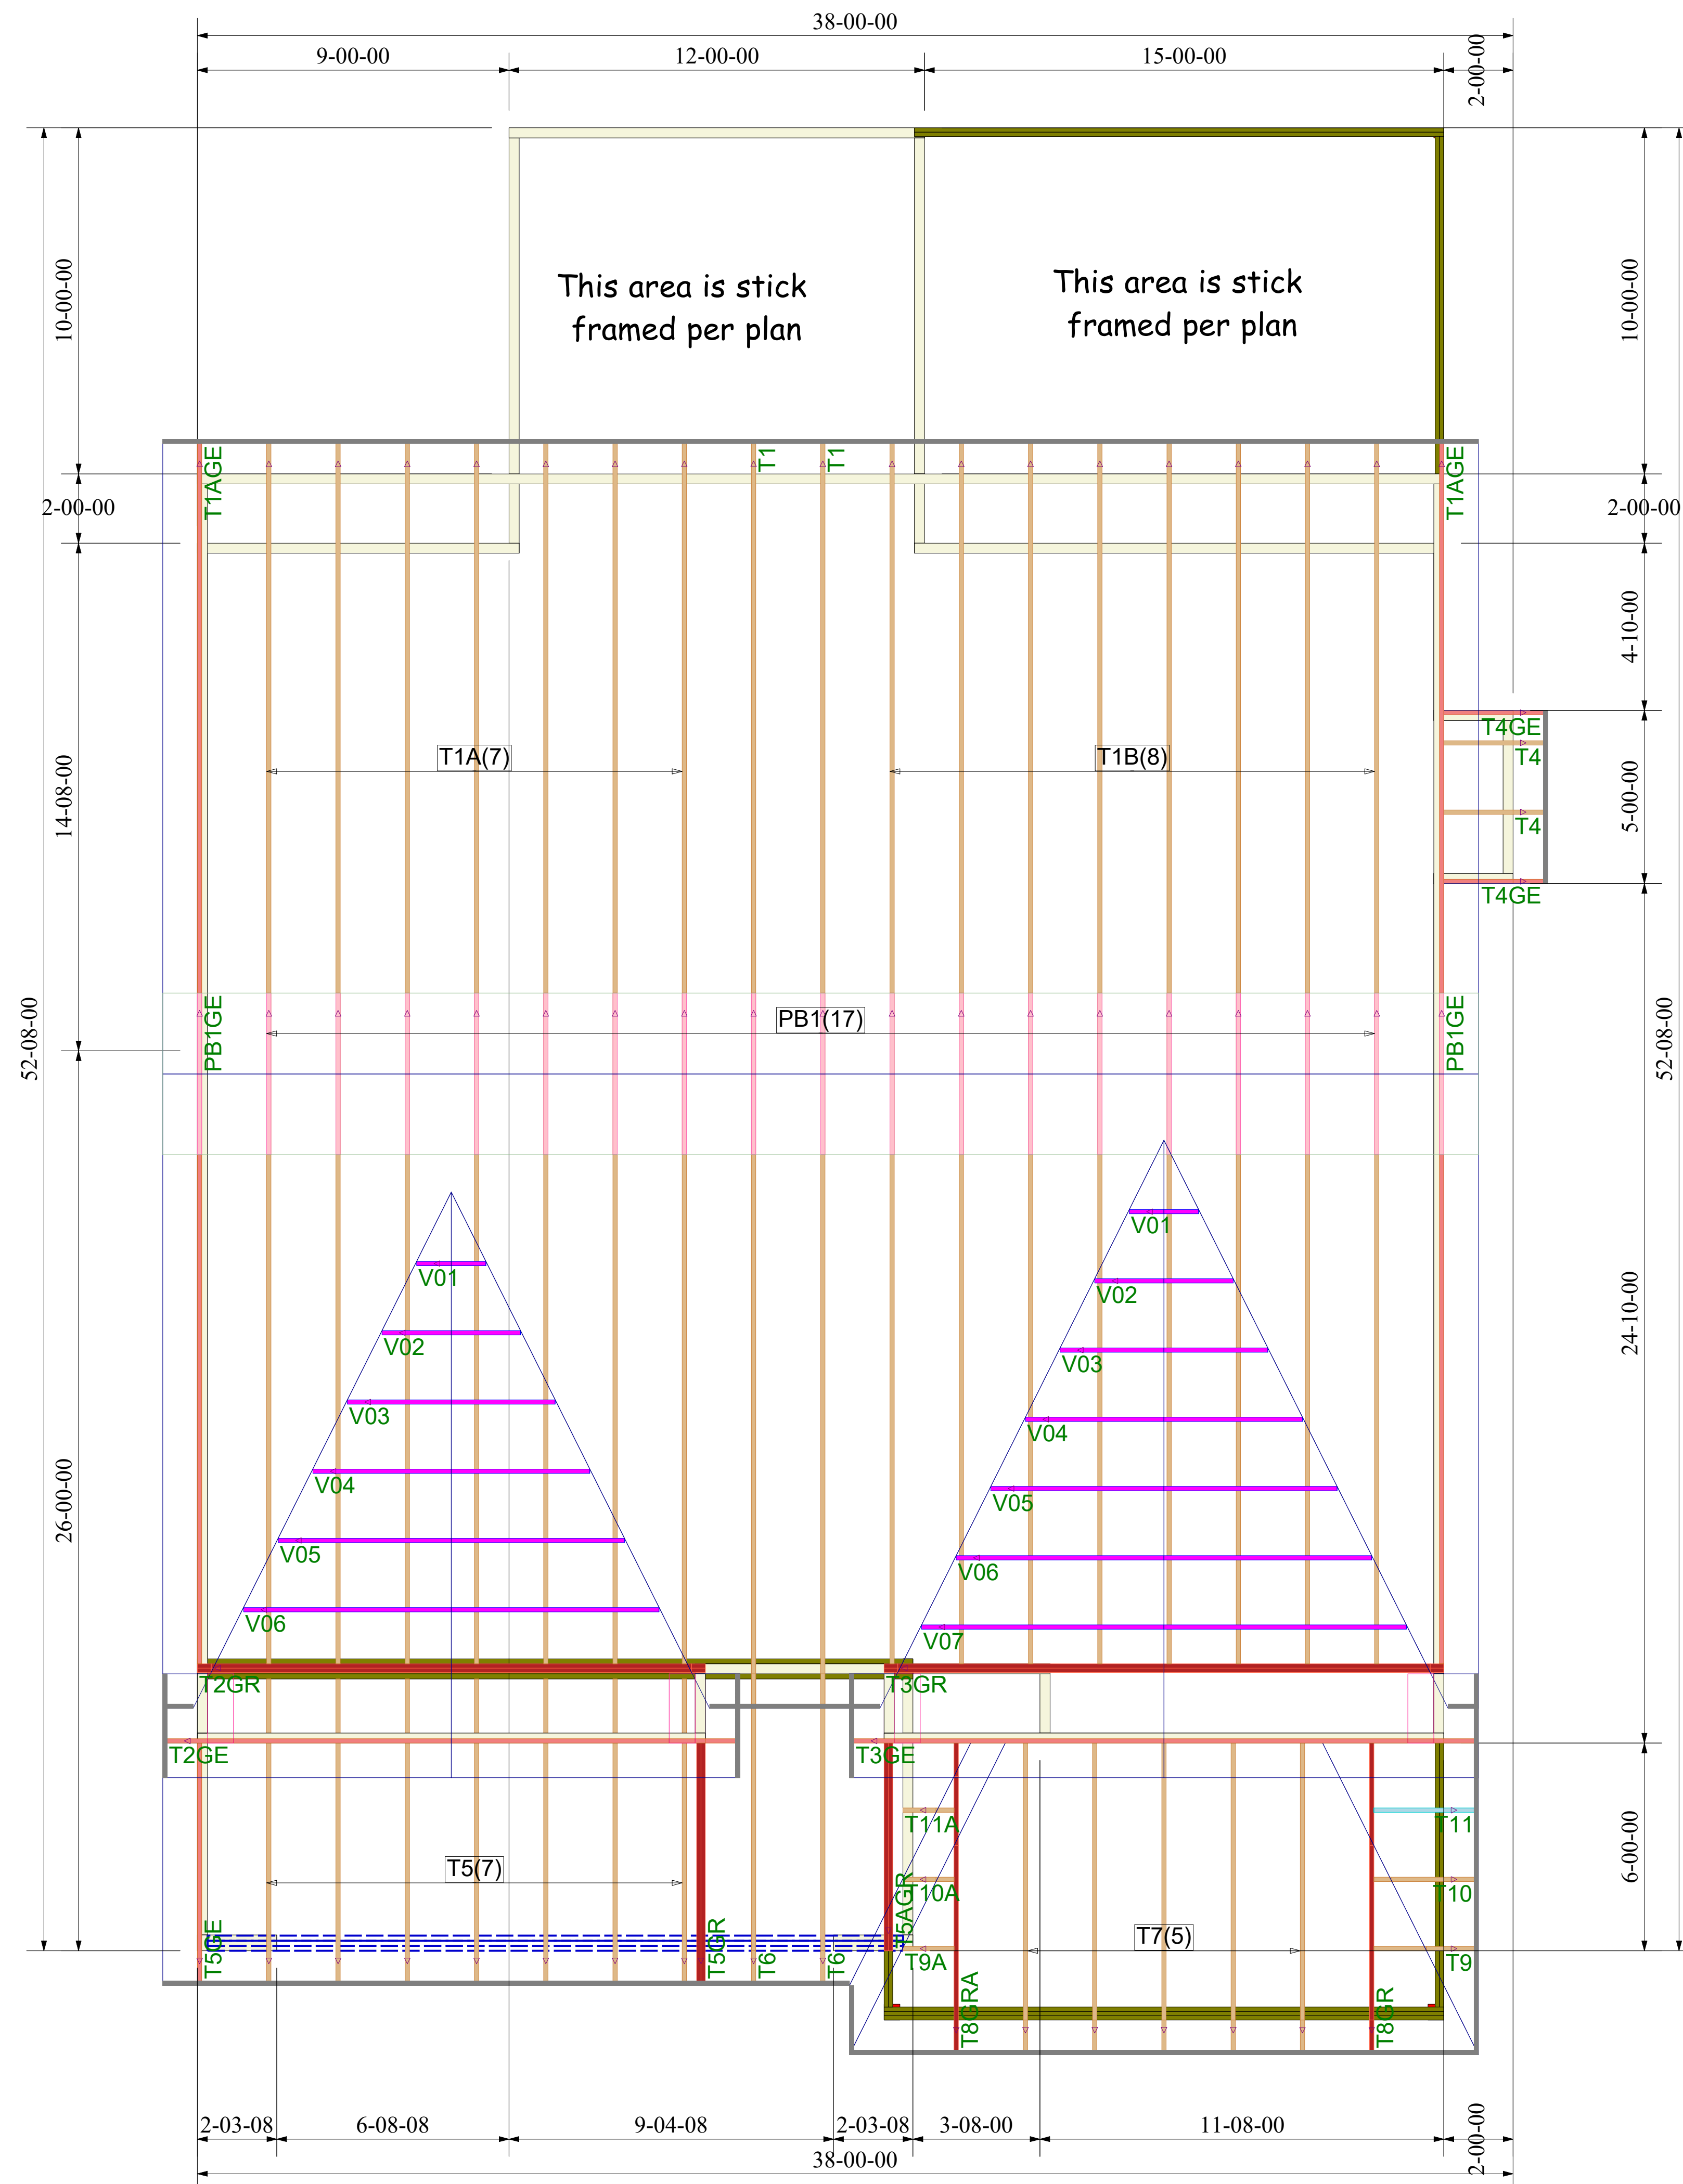 38-00-00
9-00-00
12-00-00
15-00-00
2-00-00
10-00-00
This area is stick
framed per plan
This area is stick
framed per plan
10-00-00
T1AGE
T1
T1
T1AGE
2-00-00
2-00-00
4-10-00
T4GE
T4
T1A(7)
T1B(8)
14-08-00
5-00-00
T4
T4GE
PB1GE
PB1(17)
PB1GE
52-08-00
52-08-00
V01
V01
V02
V02
V03
24-10-00
V03
V04
V04
V05
26-00-00
V05
V06
V06
V07
T2GR
T3GR
T2GE
T3GE
T11A
T11
6-00-00
T5(7)
T10A
T10
T5AGR
T7(5)
T5GE
T5GR
T6
T6
T9A
T9
T8GRA
T8GR
2-03-08
6-08-08
9-04-08
2-03-08
3-08-00
11-08-00
2-00-00
38-00-00